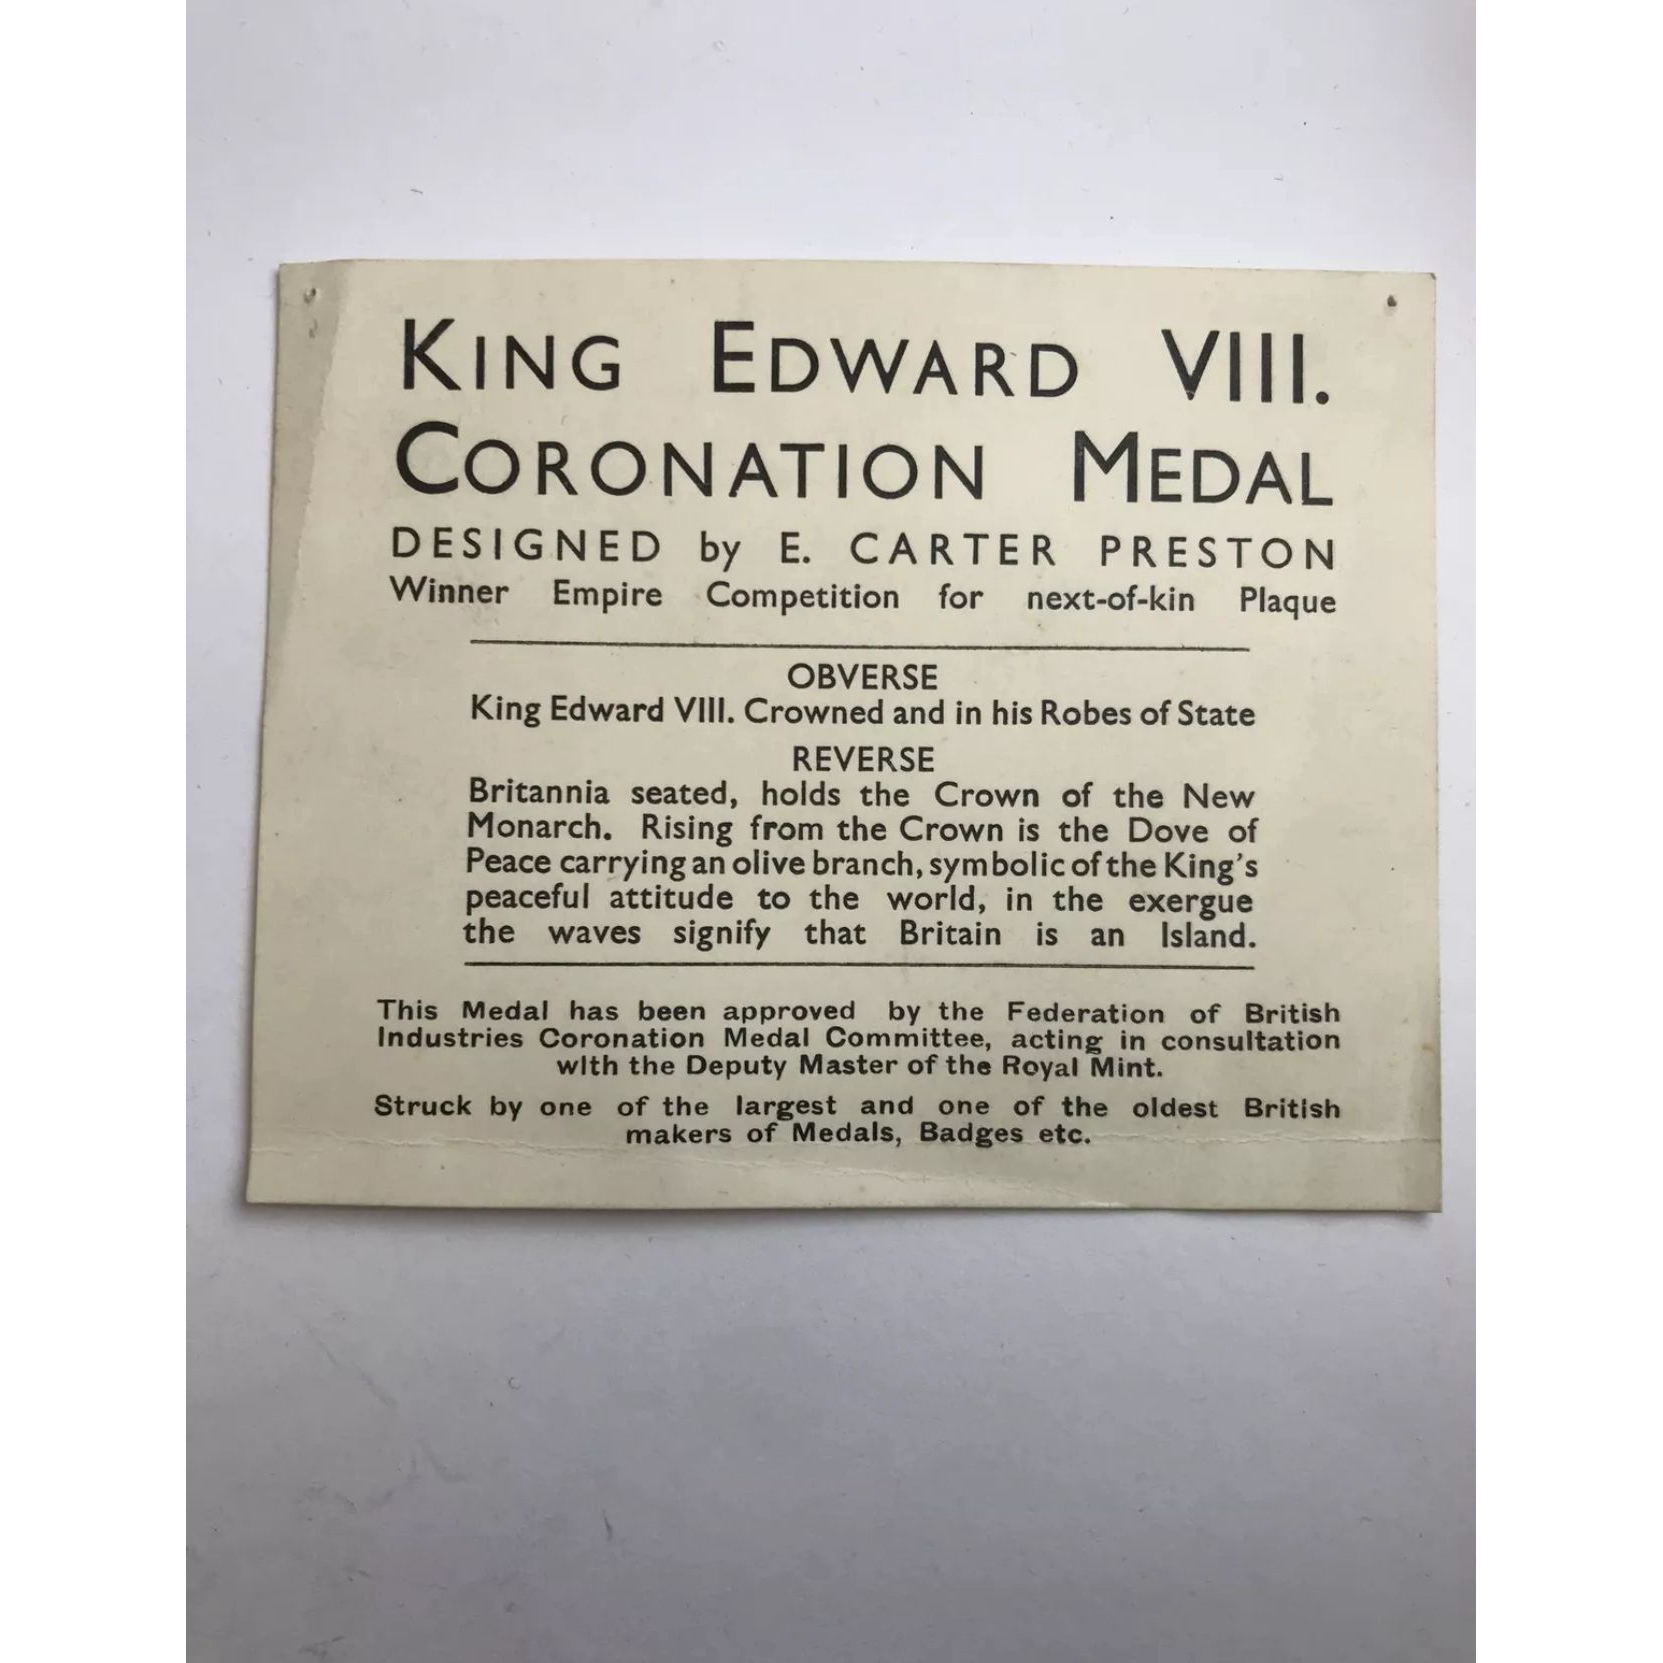 KING EDWARD VIII.
CORONATION MEDAL
DESIGNED by E. CARTER PRESTON
Winner Empire Competition for next-of-kin Plaque
OBVERSE
King Edward VIII. Crowned and in his Robes of State
REVERSE
Britannia seated, holds the Crown of the New
Monarch. Rising from the Crown is the Dove of
Peace carrying an olive branch, symbolic of the King's
peaceful attitude to the world, in the exergue
the waves signify that Britain is an Island.
This Medal has been approved by the Federation of British
Industries Coronation Medal Committee, acting in consultation
with the Deputy Master of the Royal Mint.
Struck by one of the largest and one of the oldest British
makers of Medals, Badges etc.